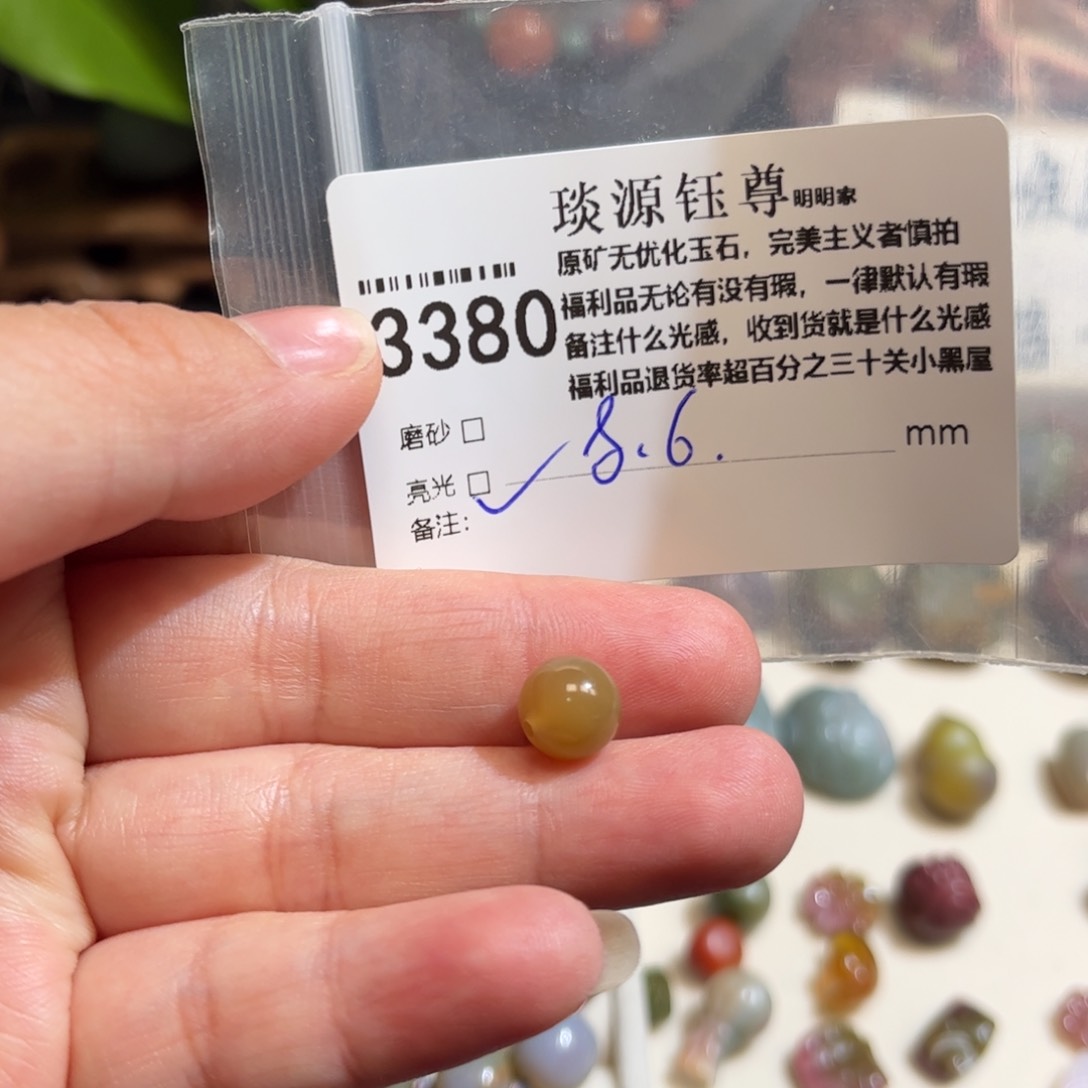 琰源钰尊明明家
原矿无优化玉石，完美主义者慎拍
福利品无论有没有瑕，一律默认有瑕
备注什么光感，收到货就是什么光感
福利品退货率超百分之三十关小黑屋
3380
磨砂 □
亮光 □ ✓ 8.6. mm
备注：